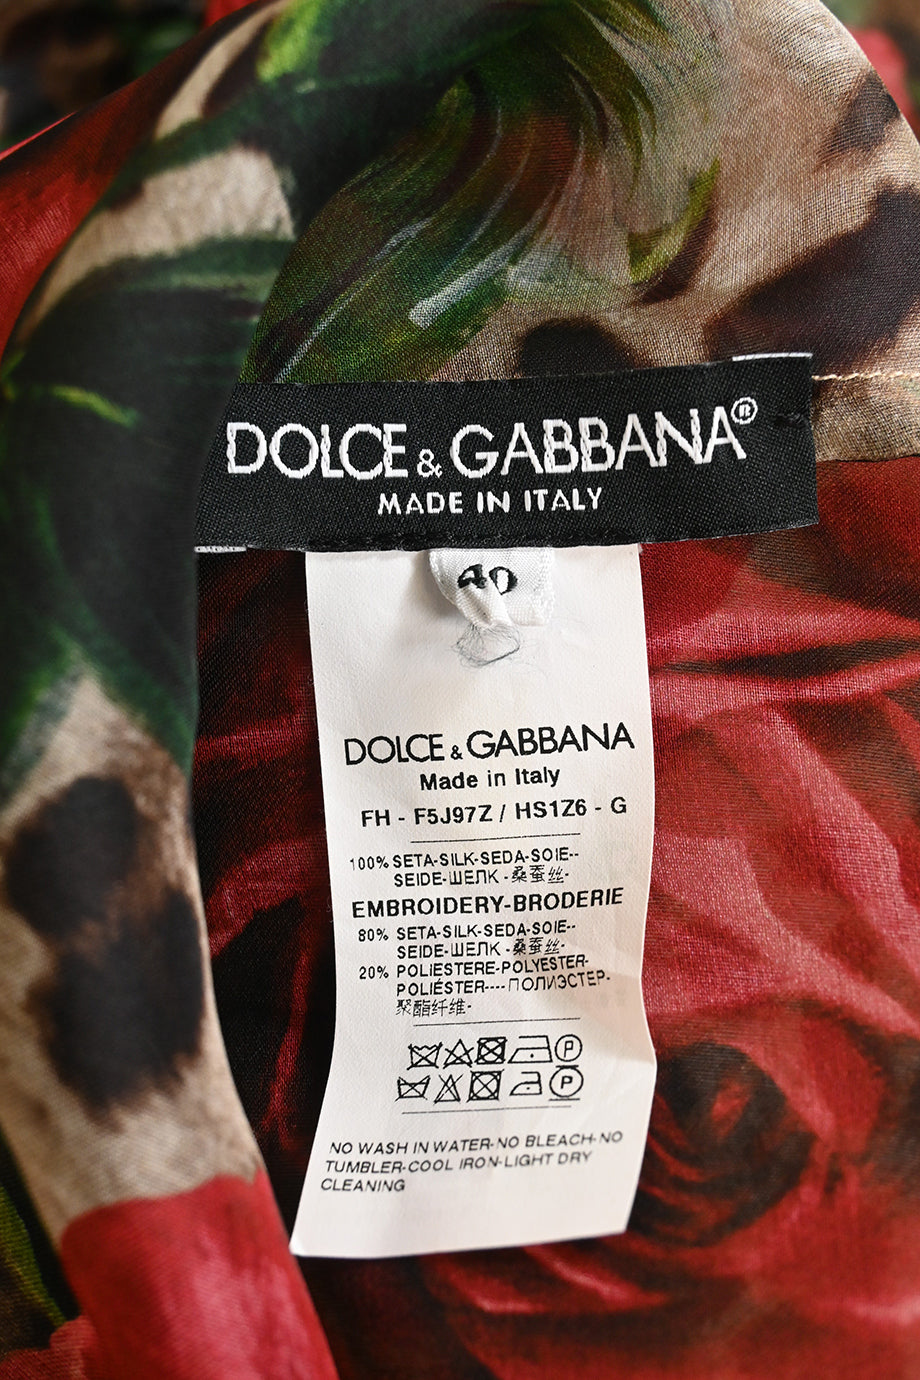 DOLCE & GABBANA®
MADE IN ITALY
40
DOLCE & GABBANA
Made in Italy
FH - F5J97Z / HS1Z6 - G
100% SETA-SILK-SEDA-SOIE--
SEIDE-ШЕЛК -桑蚕丝-
EMBROIDERY-BRODERIE
80% SETA-SILK-SEDA-SOIE--
SEIDE-ШЕЛК -桑蚕丝-
20% POLIESTERE-POLYESTER-
POLIÉSTER----ПОЛИЭСТЕР-
聚酯纤维-
P
P
NO WASH IN WATER-NO BLEACH-NO
TUMBLER-COOL IRON-LIGHT DRY
CLEANING